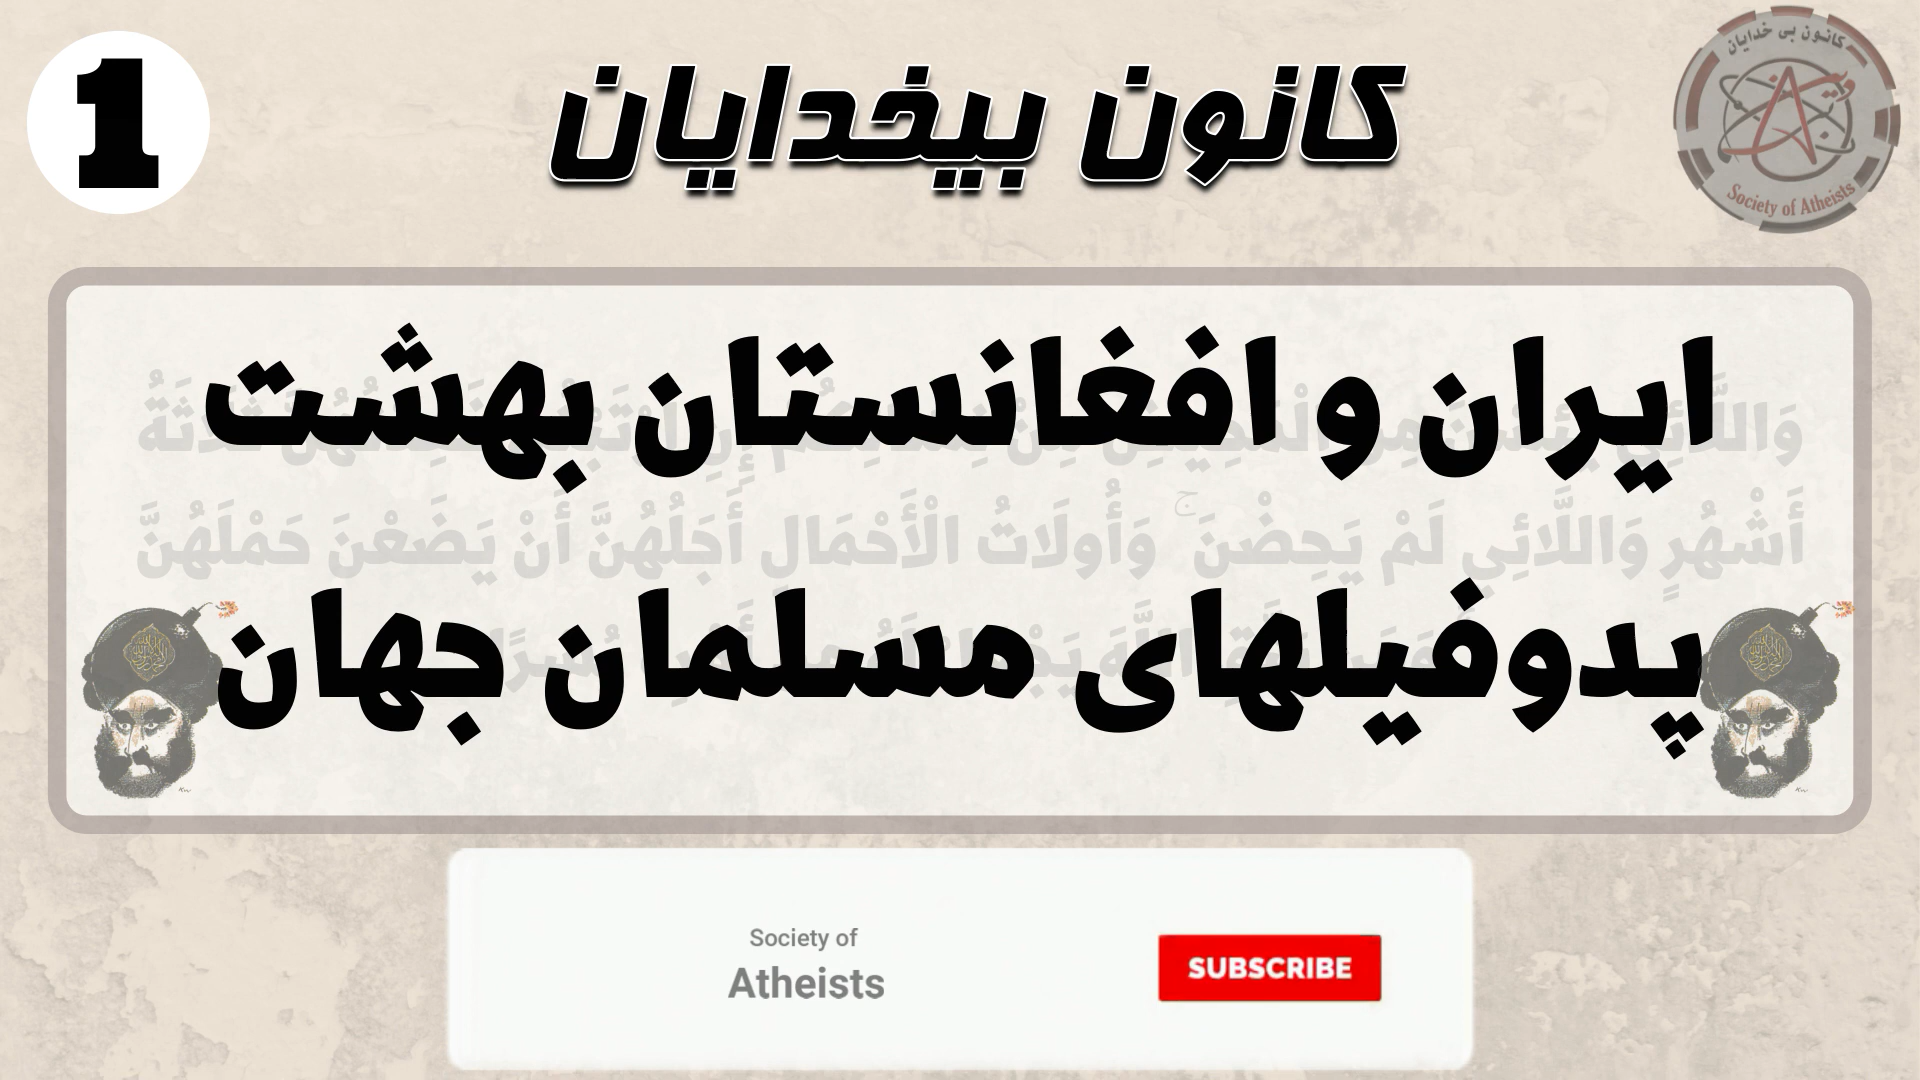 1
کانون بیخدایان
کانون بی خدایان
Society of Atheists
ایران و افغانستان بهشت
أَشْهُرٍ وَاللَّائِي لَمْ يَحِضْنَ ۚ وَأُولَاتُ الْأَحْمَالِ أَجَلُهُنَّ أَنْ يَضَعْنَ حَمْلَهُنَّ
پدوفیلهای مسلمان جهان
Society of
Atheists
SUBSCRIBE